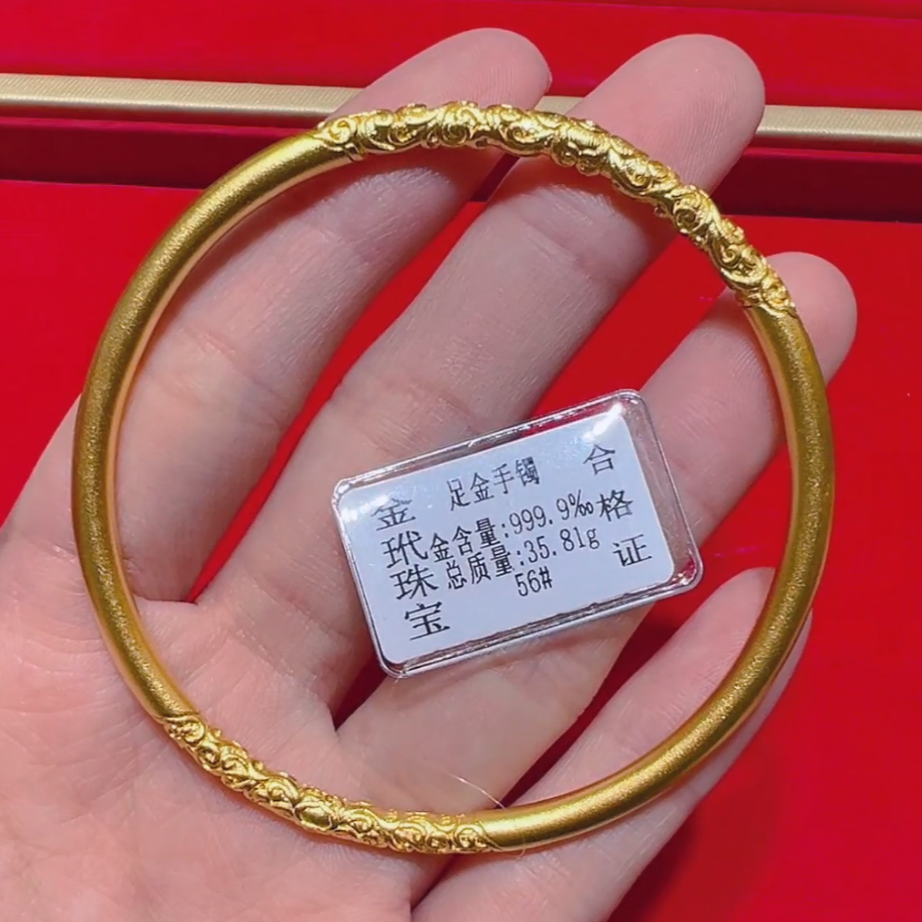 金玳珠宝
足金手镯
金含量:999.9‰
总质量:35.81g
56#
合格证